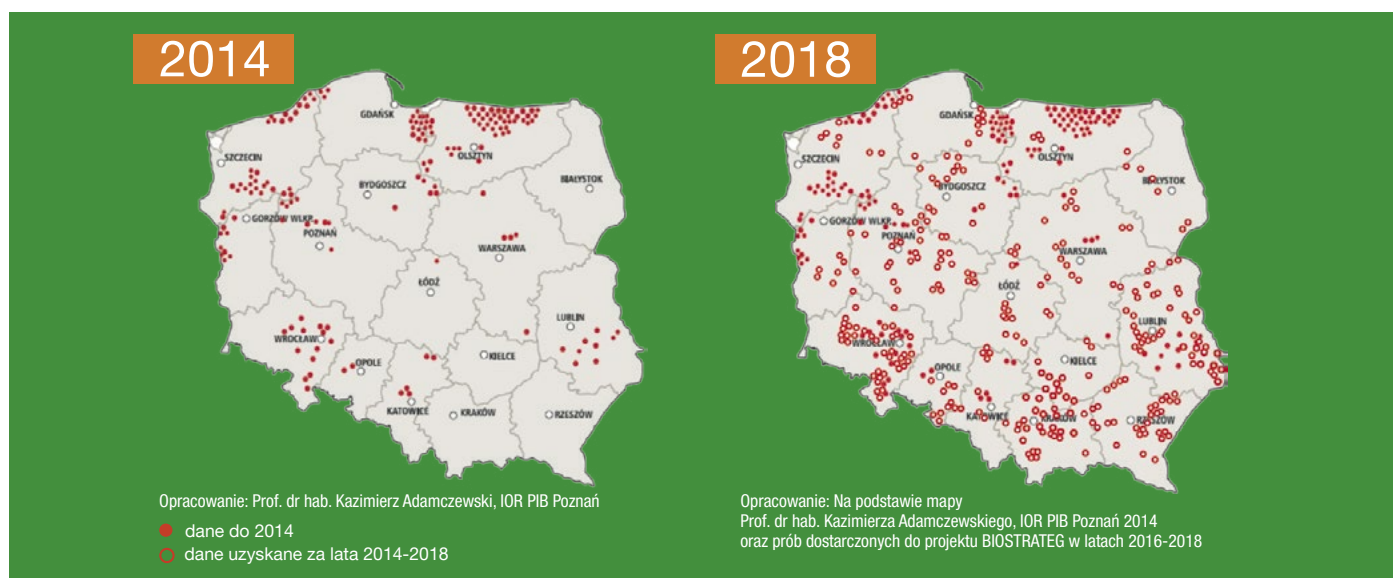 2014
GDAŃSK
SZCZECIN
OLSZTYN
BYDGOSZCZ
BIAŁYSTOK
GORZÓW WLKP.
POZNAŃ
WARSZAWA
ŁÓDŹ
LUBLIN
WROCŁAW
OPOLE
KIELCE
KATOWICE
KRAKÓW
RZESZÓW
Opracowanie: Prof. dr hab. Kazimierz Adamczewski, IOR PIB Poznań
dane do 2014
dane uzyskane za lata 2014-2018
2018
GDAŃSK
SZCZECIN
OLSZTYN
BYDGOSZCZ
BIAŁYSTOK
GORZÓW WLKP.
POZNAŃ
WARSZAWA
ŁÓDŹ
LUBLIN
WROCŁAW
OPOLE
KIELCE
KATOWICE
KRAKÓW
RZESZÓW
Opracowanie: Na podstawie mapy
Prof. dr hab. Kazimierza Adamczewskiego, IOR PIB Poznań 2014
oraz prób dostarczonych do projektu BIOSTRATEG w latach 2016-2018